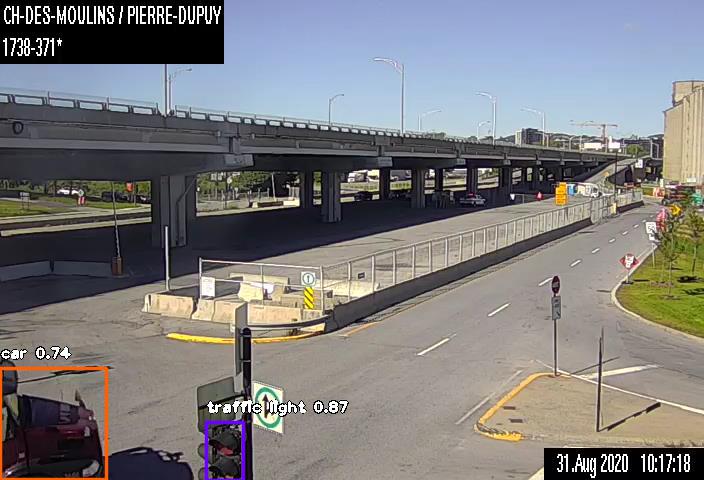 CH-DES-MOULINS / PIERRE-DUPUY
1738-371*
car 0.74
traffic light 0.87
31.Aug 2020 10:17:18